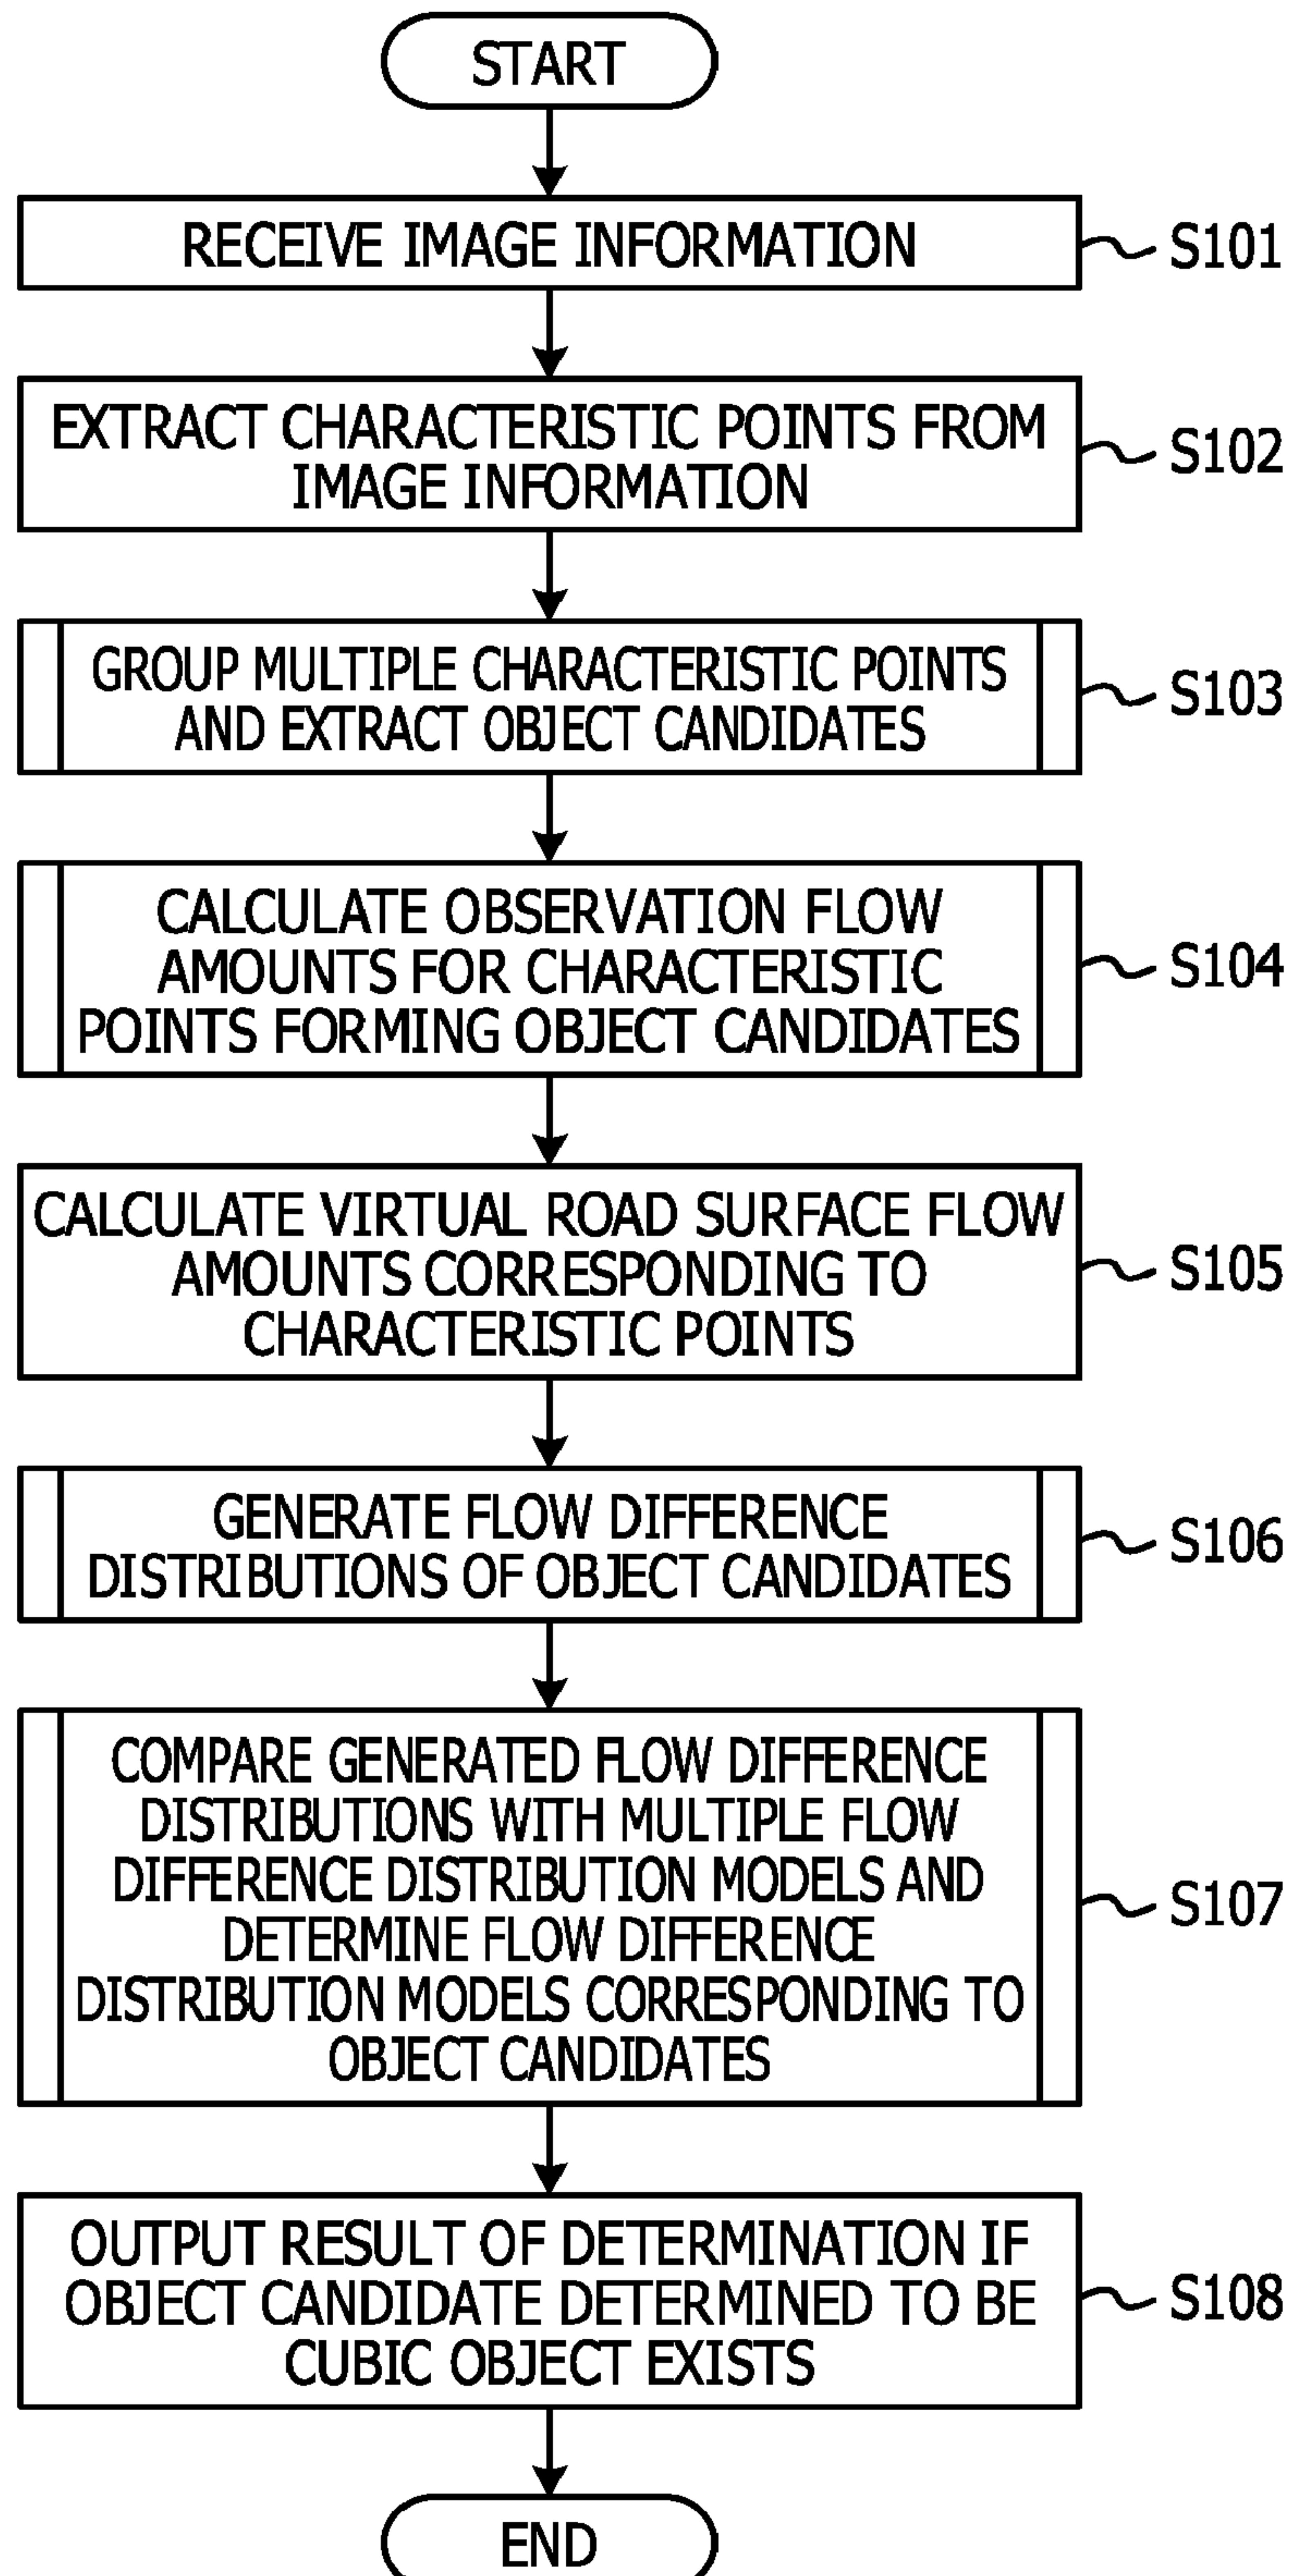 START
RECEIVE IMAGE INFORMATION
S101
EXTRACT CHARACTERISTIC POINTS FROM
IMAGE INFORMATION
S102
GROUP MULTIPLE CHARACTERISTIC POINTS
AND EXTRACT OBJECT CANDIDATES
S103
CALCULATE OBSERVATION FLOW
AMOUNTS FOR CHARACTERISTIC
POINTS FORMING OBJECT CANDIDATES
S104
CALCULATE VIRTUAL ROAD SURFACE FLOW
AMOUNTS CORRESPONDING TO
CHARACTERISTIC POINTS
S105
GENERATE FLOW DIFFERENCE
DISTRIBUTIONS OF OBJECT CANDIDATES
S106
COMPARE GENERATED FLOW DIFFERENCE
DISTRIBUTIONS WITH MULTIPLE FLOW
DIFFERENCE DISTRIBUTION MODELS AND
DETERMINE FLOW DIFFERENCE
DISTRIBUTION MODELS CORRESPONDING TO
OBJECT CANDIDATES
S107
OUTPUT RESULT OF DETERMINATION IF
OBJECT CANDIDATE DETERMINED TO BE
CUBIC OBJECT EXISTS
S108
END